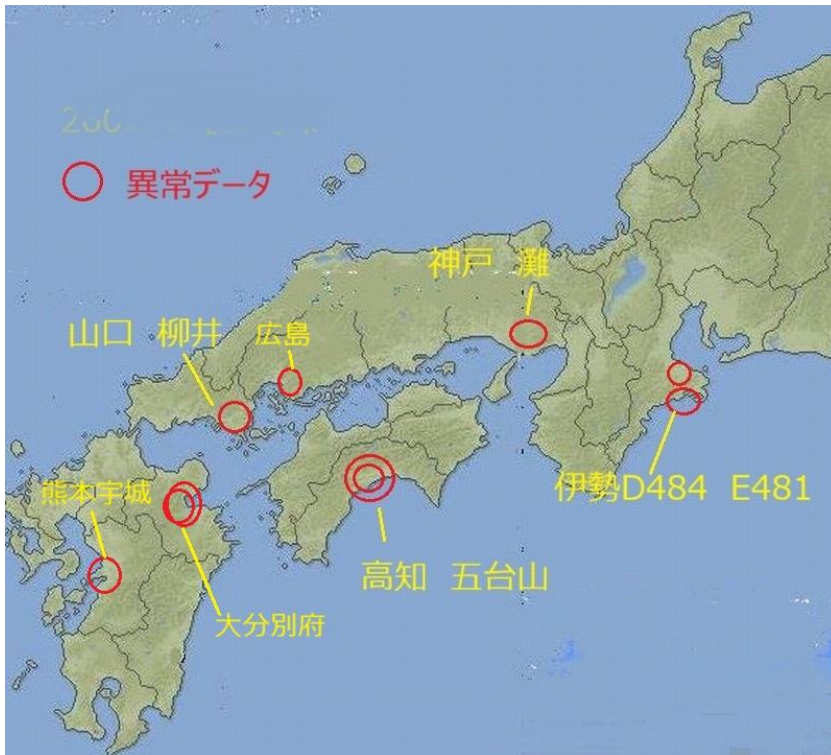 異常データ
神戸 灘
山口 柳井
広島
熊本宇城
伊勢D484 E481
高知 五台山
大分別府